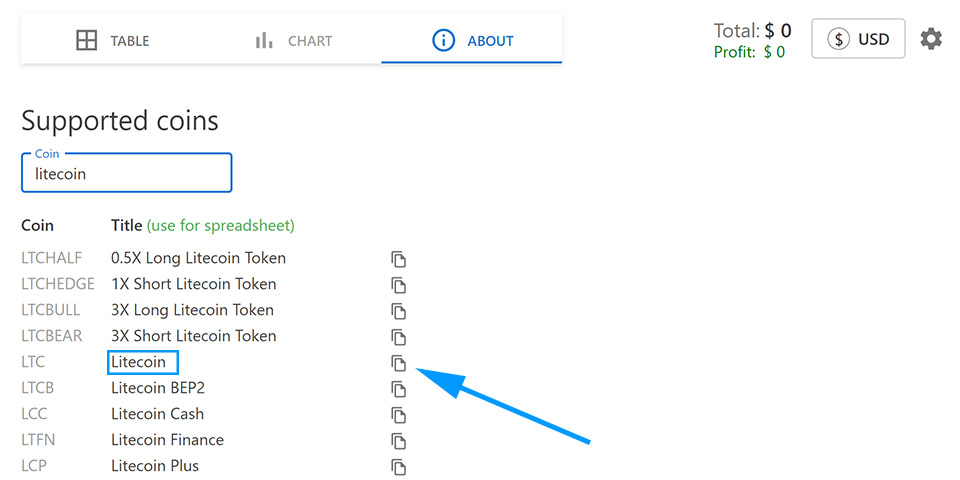 TABLE CHART ABOUT Total: $ 0 $ USD
Profit: $ 0
Supported coins
Coin
litecoin
Coin Title (use for spreadsheet)
LTCHALF 0.5X Long Litecoin Token
LTCHEDGE 1X Short Litecoin Token
LTCBULL 3X Long Litecoin Token
LTCBEAR 3X Short Litecoin Token
LTC Litecoin
LTCB Litecoin BEP2
LCC Litecoin Cash
LTFN Litecoin Finance
LCP Litecoin Plus